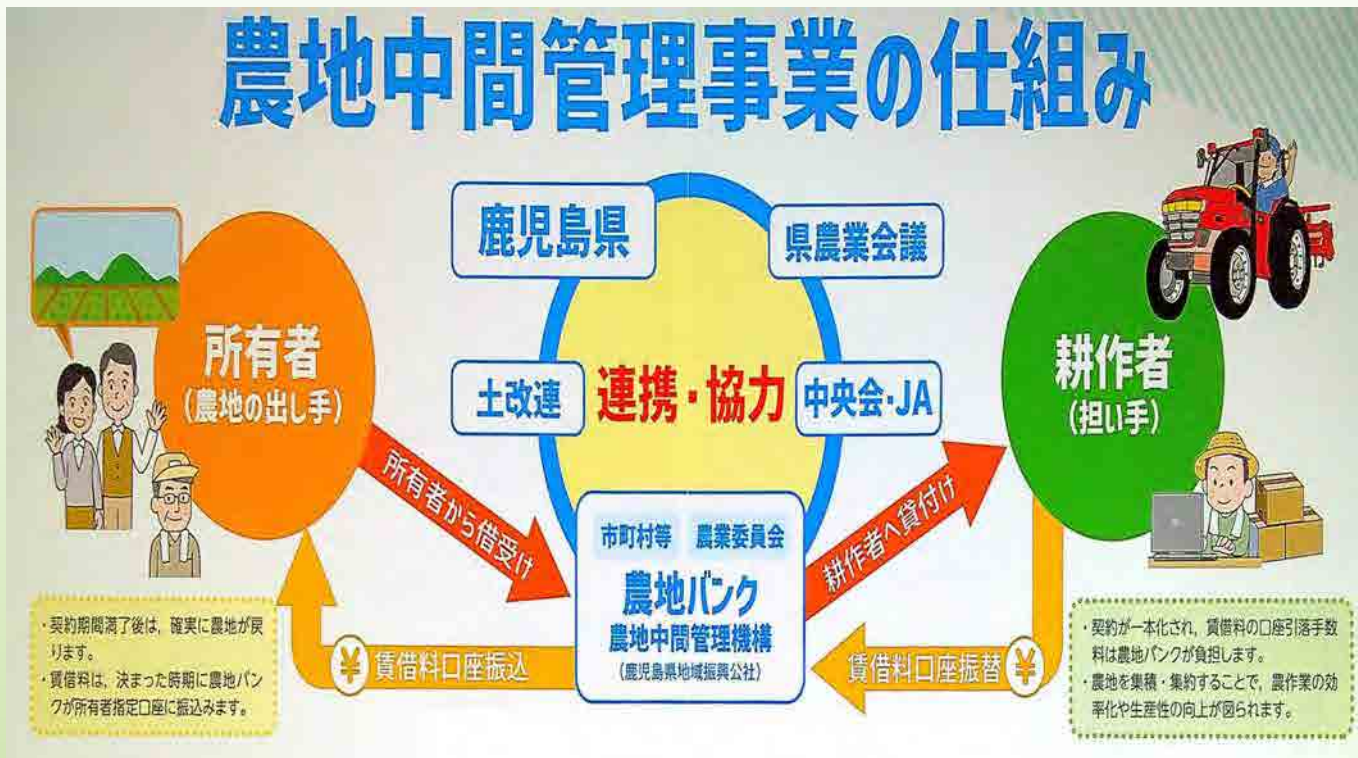 農地中間管理事業の仕組み
鹿児島県
県農業会議
所有者
(農地の出し手)
土改連
連携・協力
中央会・JA
耕作者
(担い手)
所有者から借受け
耕作者へ貸付け
市町村等 農業委員会
農地バンク
農地中間管理機構
(鹿児島県地域振興公社)
¥ 賃借料口座振込
賃借料口座振替 ¥
・契約期間満了後は，確実に農地が戻
ります。
・賃借料は，決まった時期に農地バン
クが所有者指定口座に振込みます。
・契約が一本化され，賃借料の口座引落手数
料は農地バンクが負担します。
・農地を集積・集約することで，農作業の効
率化や生産性の向上が図られます。